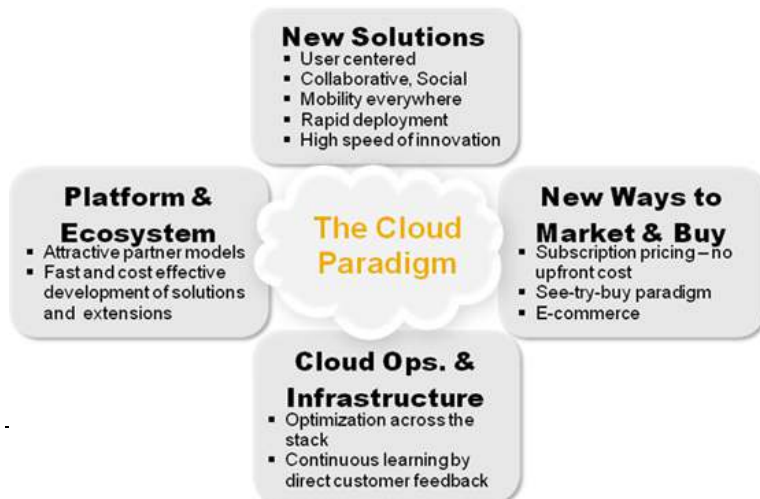 New Solutions
▪ User centered
▪ Collaborative, Social
▪ Mobility everywhere
▪ Rapid deployment
▪ High speed of innovation
Platform &
Ecosystem
▪ Attractive partner models
▪ Fast and cost effective
development of solutions
and extensions
The Cloud
Paradigm
New Ways to
Market & Buy
▪ Subscription pricing – no
upfront cost
▪ See-try-buy paradigm
▪ E-commerce
Cloud Ops. &
Infrastructure
▪ Optimization across the
stack
▪ Continuous learning by
direct customer feedback
-